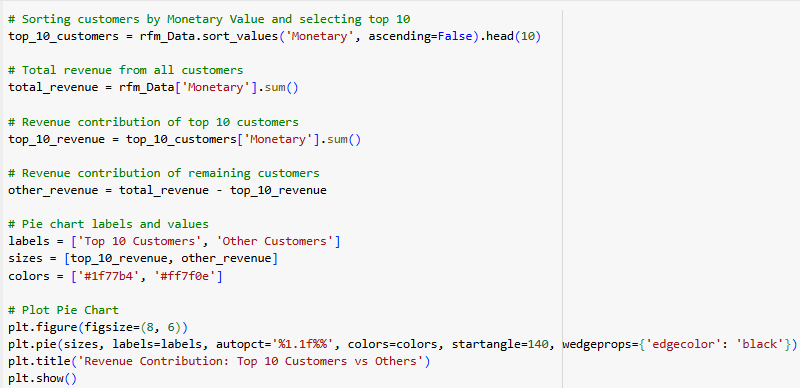 # Sorting customers by Monetary Value and selecting top 10
top_10_customers = rfm_Data.sort_values('Monetary', ascending=False).head(10)
# Total revenue from all customers
total_revenue = rfm_Data['Monetary'].sum()
# Revenue contribution of top 10 customers
top_10_revenue = top_10_customers['Monetary'].sum()
# Revenue contribution of remaining customers
other_revenue = total_revenue - top_10_revenue
# Pie chart labels and values
labels = ['Top 10 Customers', 'Other Customers']
sizes = [top_10_revenue, other_revenue]
colors = ['#1f77b4', '#ff7f0e']
# Plot Pie Chart
plt.figure(figsize=(8, 6))
plt.pie(sizes, labels=labels, autopct='%1.1f%%', colors=colors, startangle=140, wedgeprops={'edgecolor': 'black'})
plt.title('Revenue Contribution: Top 10 Customers vs Others')
plt.show()